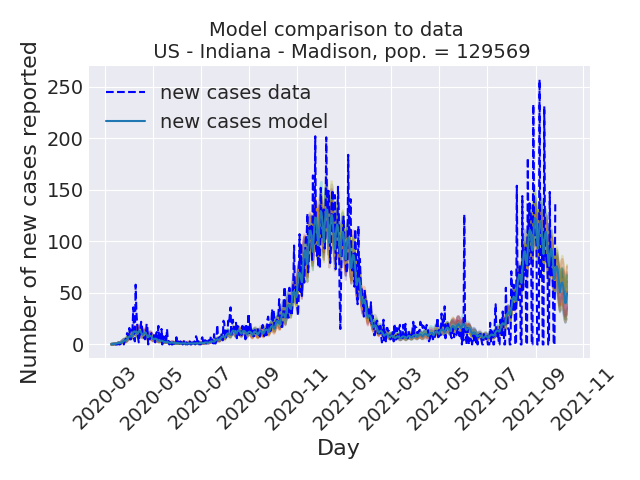 Model comparison to data
US - Indiana - Madison, pop. = 129569
Number of new cases reported
250
200
150
100
50
0
new cases data
new cases model
2020-03
2020-05
2020-07
2020-09
2020-11
2021-01
2021-03
2021-05
2021-07
2021-09
2021-11
Day